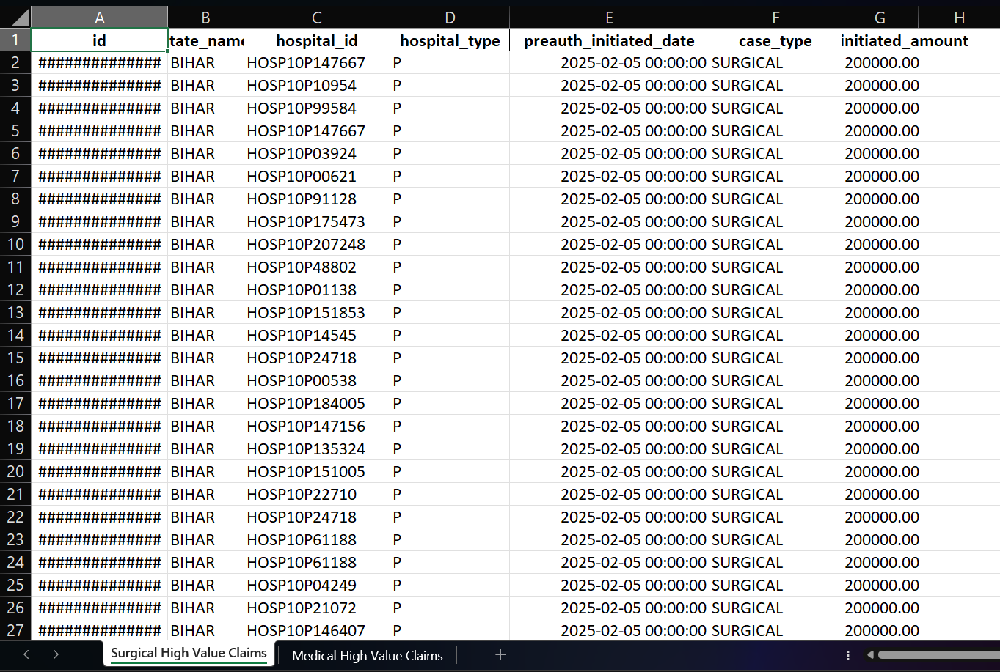 A B C D E F G H
1 id tate_name hospital_id hospital_type preauth_initiated_date case_type initiated_amount
2 ############## BIHAR HOSP10P147667 P 2025-02-05 00:00:00 SURGICAL 200000.00
3 ############## BIHAR HOSP10P10954 P 2025-02-05 00:00:00 SURGICAL 200000.00
4 ############## BIHAR HOSP10P99584 P 2025-02-05 00:00:00 SURGICAL 200000.00
5 ############## BIHAR HOSP10P147667 P 2025-02-05 00:00:00 SURGICAL 200000.00
6 ############## BIHAR HOSP10P03924 P 2025-02-05 00:00:00 SURGICAL 200000.00
7 ############## BIHAR HOSP10P00621 P 2025-02-05 00:00:00 SURGICAL 200000.00
8 ############## BIHAR HOSP10P91128 P 2025-02-05 00:00:00 SURGICAL 200000.00
9 ############## BIHAR HOSP10P175473 P 2025-02-05 00:00:00 SURGICAL 200000.00
10 ############## BIHAR HOSP10P207248 P 2025-02-05 00:00:00 SURGICAL 200000.00
11 ############## BIHAR HOSP10P48802 P 2025-02-05 00:00:00 SURGICAL 200000.00
12 ############## BIHAR HOSP10P01138 P 2025-02-05 00:00:00 SURGICAL 200000.00
13 ############## BIHAR HOSP10P151853 P 2025-02-05 00:00:00 SURGICAL 200000.00
14 ############## BIHAR HOSP10P14545 P 2025-02-05 00:00:00 SURGICAL 200000.00
15 ############## BIHAR HOSP10P24718 P 2025-02-05 00:00:00 SURGICAL 200000.00
16 ############## BIHAR HOSP10P00538 P 2025-02-05 00:00:00 SURGICAL 200000.00
17 ############## BIHAR HOSP10P184005 P 2025-02-05 00:00:00 SURGICAL 200000.00
18 ############## BIHAR HOSP10P147156 P 2025-02-05 00:00:00 SURGICAL 200000.00
19 ############## BIHAR HOSP10P135324 P 2025-02-05 00:00:00 SURGICAL 200000.00
20 ############## BIHAR HOSP10P151005 P 2025-02-05 00:00:00 SURGICAL 200000.00
21 ############## BIHAR HOSP10P22710 P 2025-02-05 00:00:00 SURGICAL 200000.00
22 ############## BIHAR HOSP10P24718 P 2025-02-05 00:00:00 SURGICAL 200000.00
23 ############## BIHAR HOSP10P61188 P 2025-02-05 00:00:00 SURGICAL 200000.00
24 ############## BIHAR HOSP10P61188 P 2025-02-05 00:00:00 SURGICAL 200000.00
25 ############## BIHAR HOSP10P04249 P 2025-02-05 00:00:00 SURGICAL 200000.00
26 ############## BIHAR HOSP10P21072 P 2025-02-05 00:00:00 SURGICAL 200000.00
27 ############## BIHAR HOSP10P146407 P 2025-02-05 00:00:00 SURGICAL 200000.00
Surgical High Value Claims Medical High Value Claims +